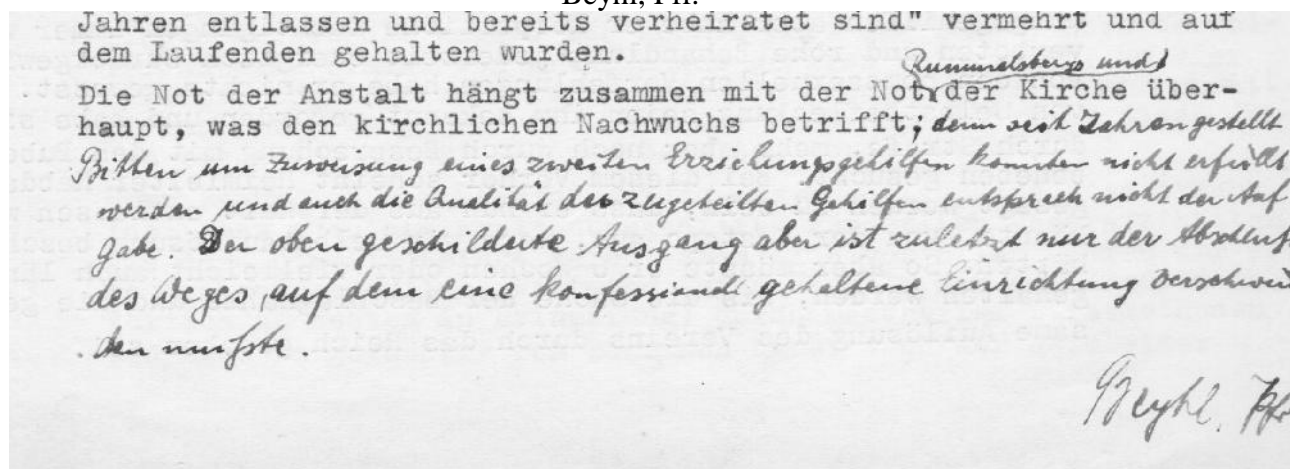 Beyhl, Pfr.
Jahren entlassen und bereits verheiratet sind" vermehrt und auf
dem Laufenden gehalten wurden.
Rummelsbergs und
Die Not der Anstalt hängt zusammen mit der Not der Kirche über-
haupt, was den kirchlichen Nachwuchs betrifft; denn seit Jahren gestellt
Bitten um Zuweisung eines zweiten Erziehungsgehilfen konnten nicht erfüllt
werden und auch die Qualität der zugeteilten Gehilfen entsprach nicht der Auf
gabe. Der oben geschilderte Ausgang aber ist zuletzt nur der Abschluß
des Weges, auf dem eine konfessionell gehaltene Einrichtung verschwin
den mußte.
Beyhl, Pfr